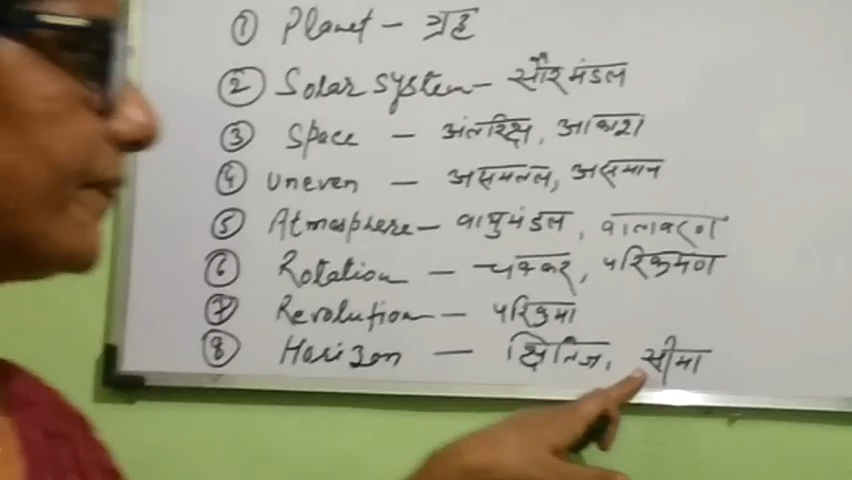 ① Planet - ग्रह
② Solar system - सौर मंडल
③ Space - अंतरिक्ष, आकाश
④ Uneven - असमतल, असमान
⑤ Atmosphere - वायुमंडल, वातावरण
⑥ Rotation - चक्कर, परिक्रमण
⑦ Revolution - परिक्रमा
⑧ Horizon - क्षितिज, सीमा